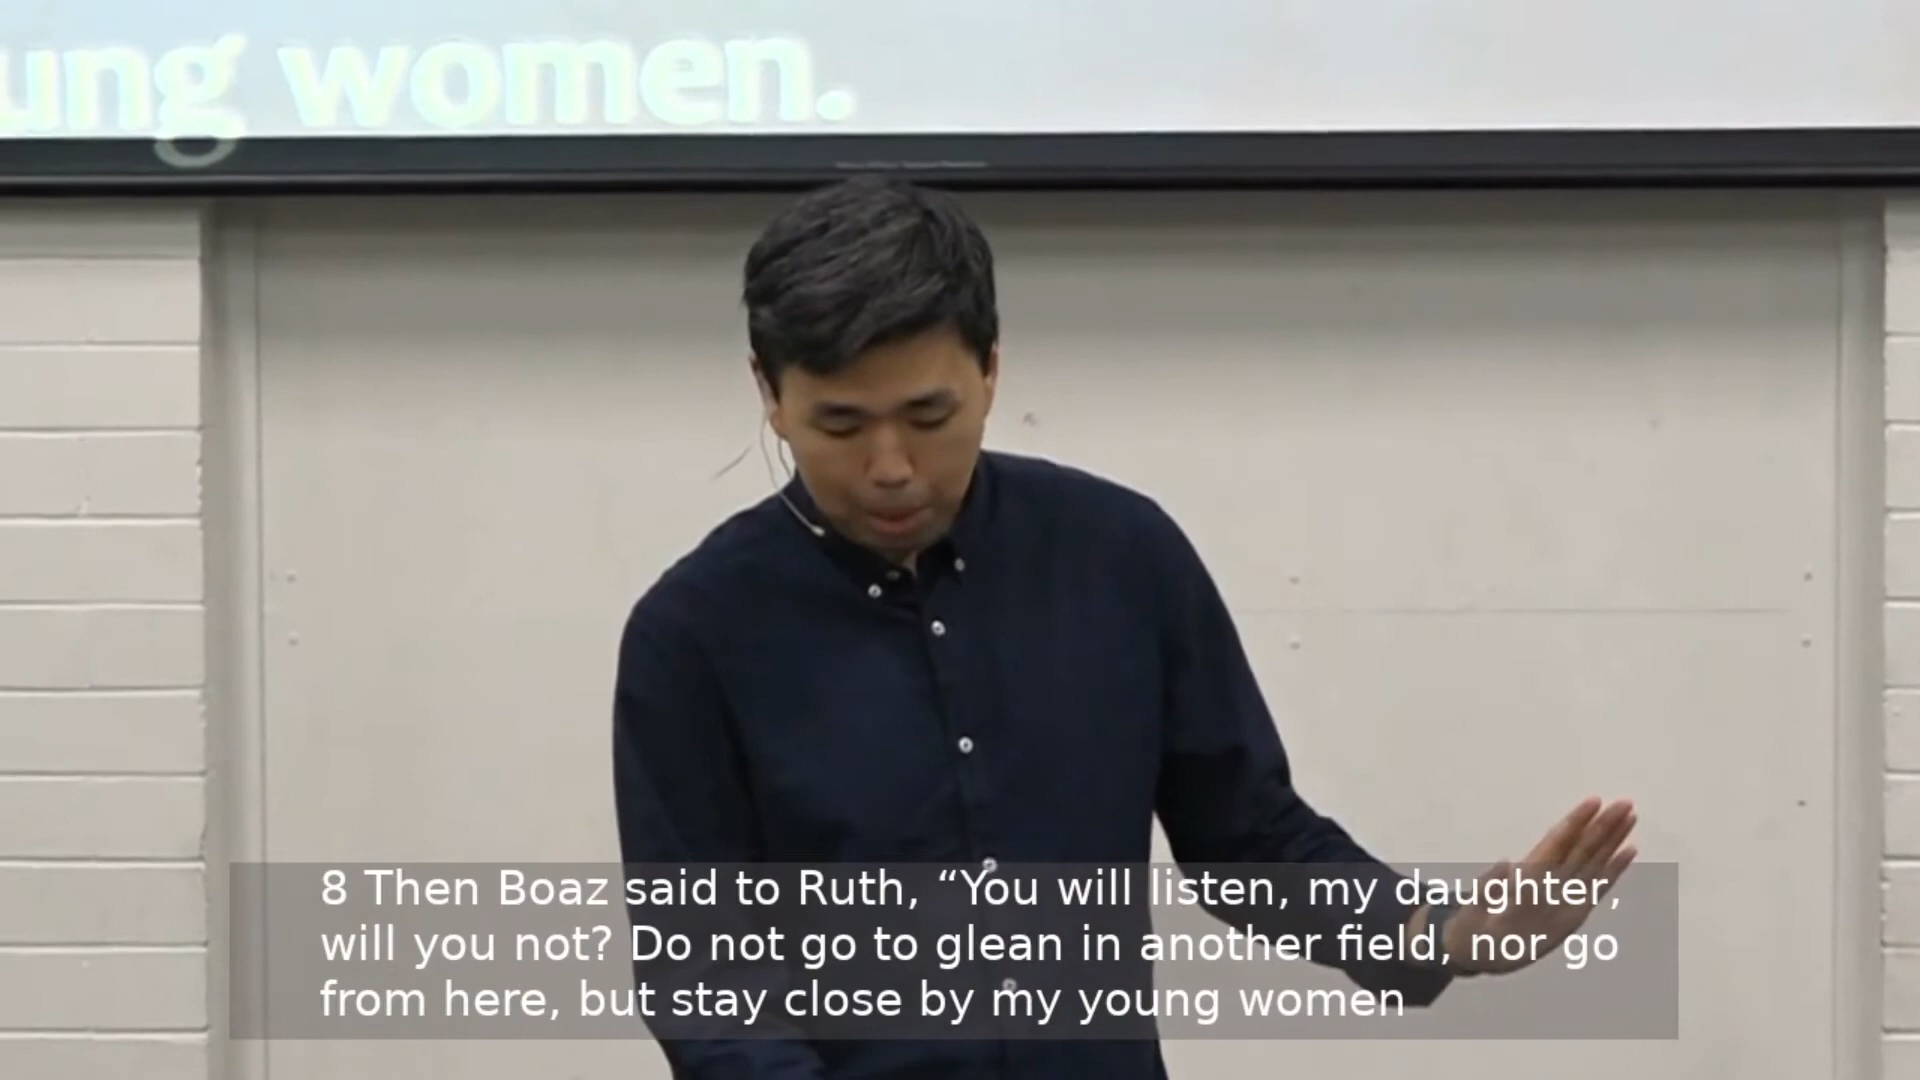 ung women.
8 Then Boaz said to Ruth, “You will listen, my daughter,
will you not? Do not go to glean in another field, nor go
from here, but stay close by my young women